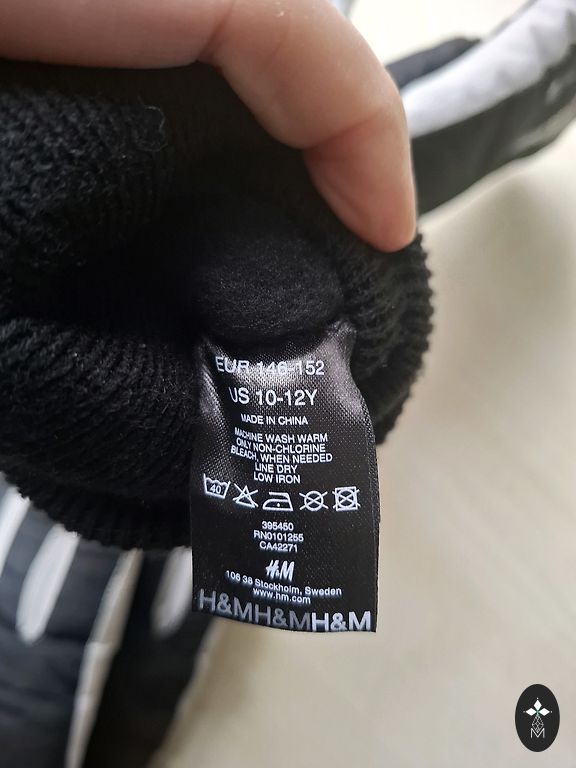 EUR 146-152
US 10-12Y
MADE IN CHINA
MACHINE WASH WARM
ONLY NON-CHLORINE
BLEACH, WHEN NEEDED
LINE DRY
LOW IRON
40
395450
RN0101255
CA42271
H&M
106 38 Stockholm, Sweden
www.hm.com
H&MH&MH&M